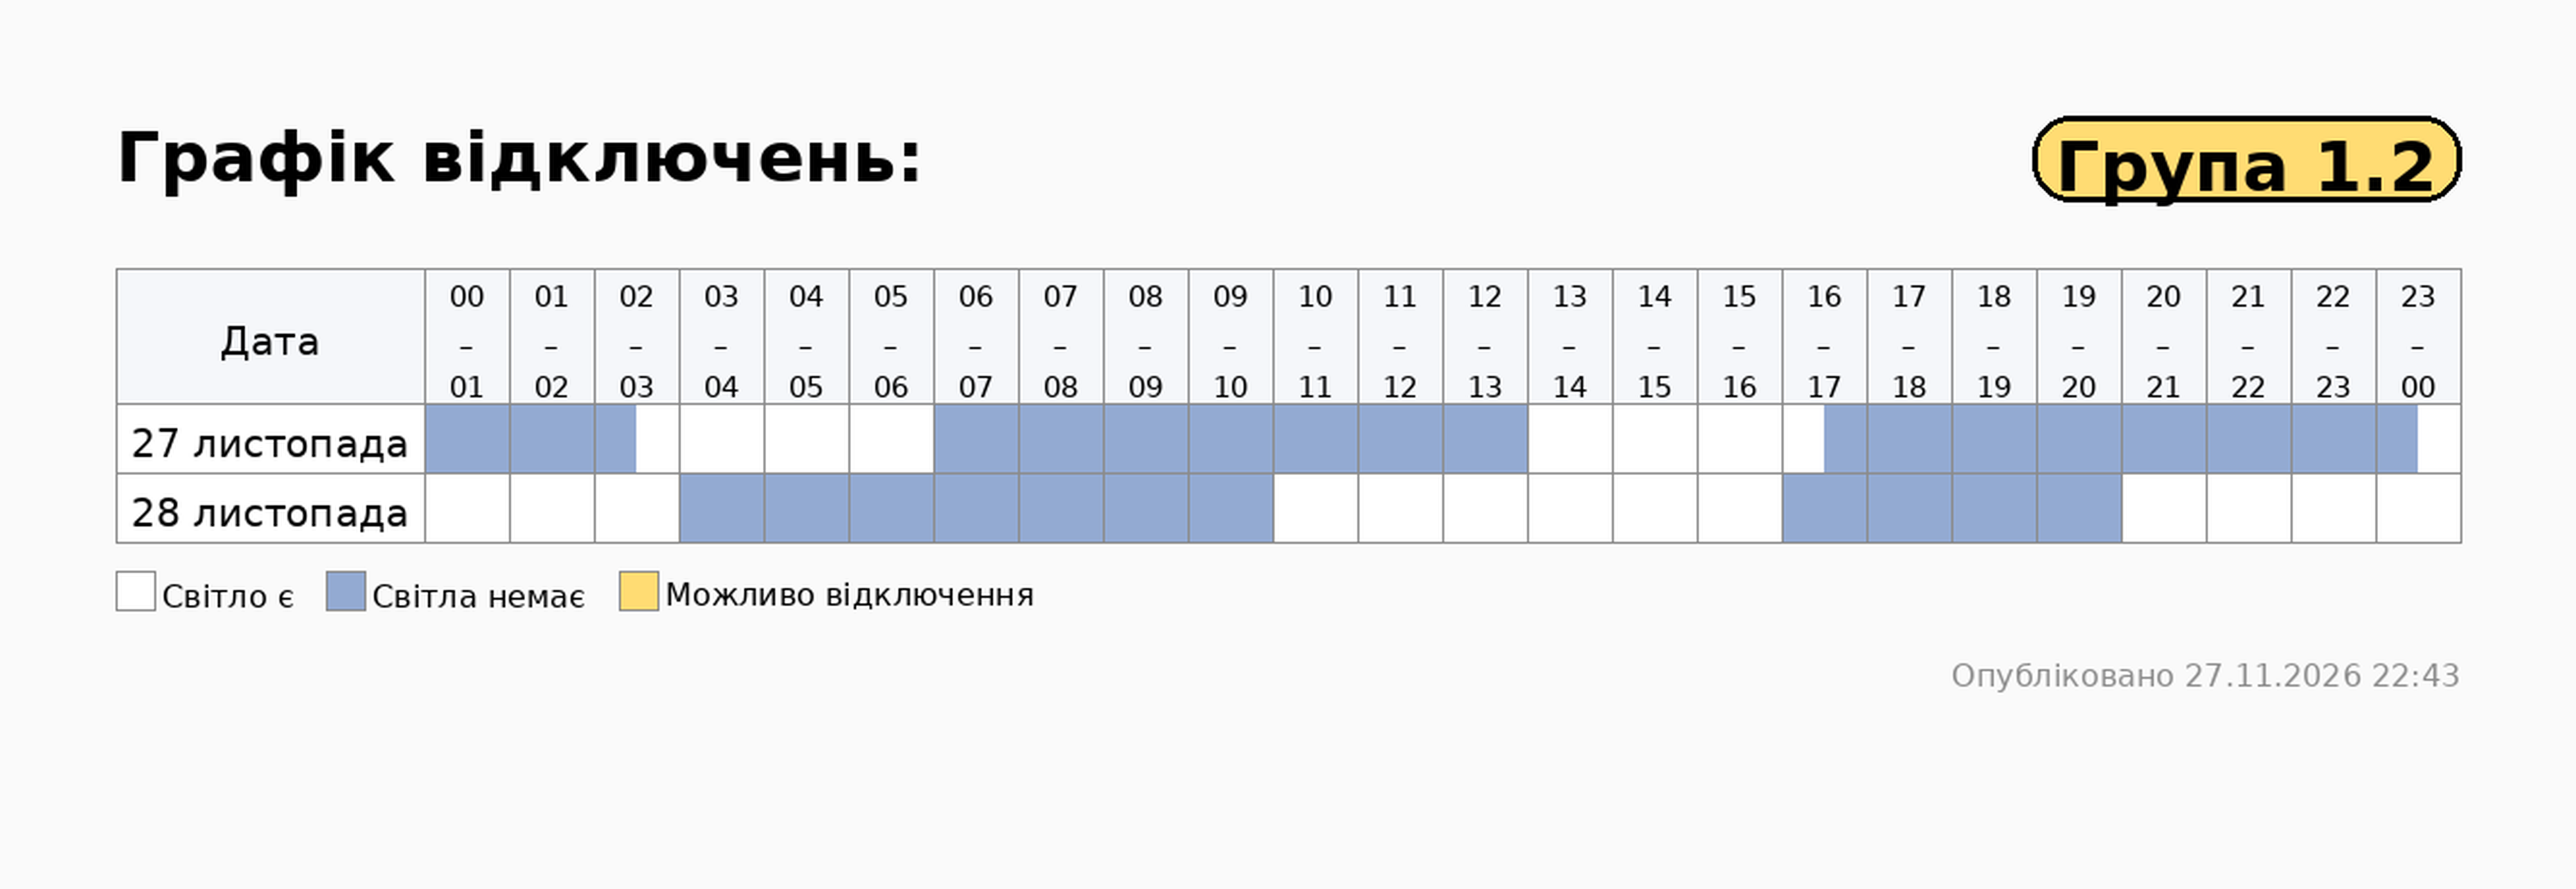 Графік відключень:
Група 1.2
Дата
00 – 01
01 – 02
02 – 03
03 – 04
04 – 05
05 – 06
06 – 07
07 – 08
08 – 09
09 – 10
10 – 11
11 – 12
12 – 13
13 – 14
14 – 15
15 – 16
16 – 17
17 – 18
18 – 19
19 – 20
20 – 21
21 – 22
22 – 23
23 – 00
27 листопада
28 листопада
Світло є
Світла немає
Можливо відключення
Опубліковано 27.11.2026 22:43